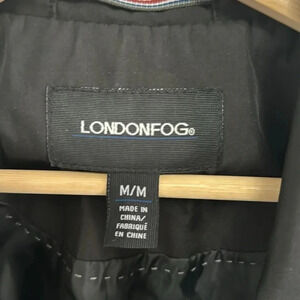 LONDONFOG®
M/M
MADE IN
CHINA/
FABRIQUÉ
EN CHINE